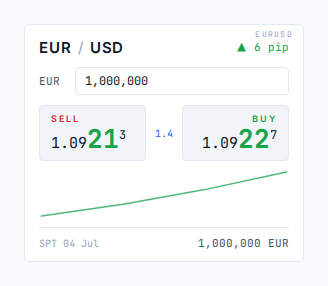 EURUSD
EUR / USD
▲ 6 pip
EUR 1,000,000
SELL BUY
1.09213 1.4 1.09227
SPT 04 Jul 1,000,000 EUR